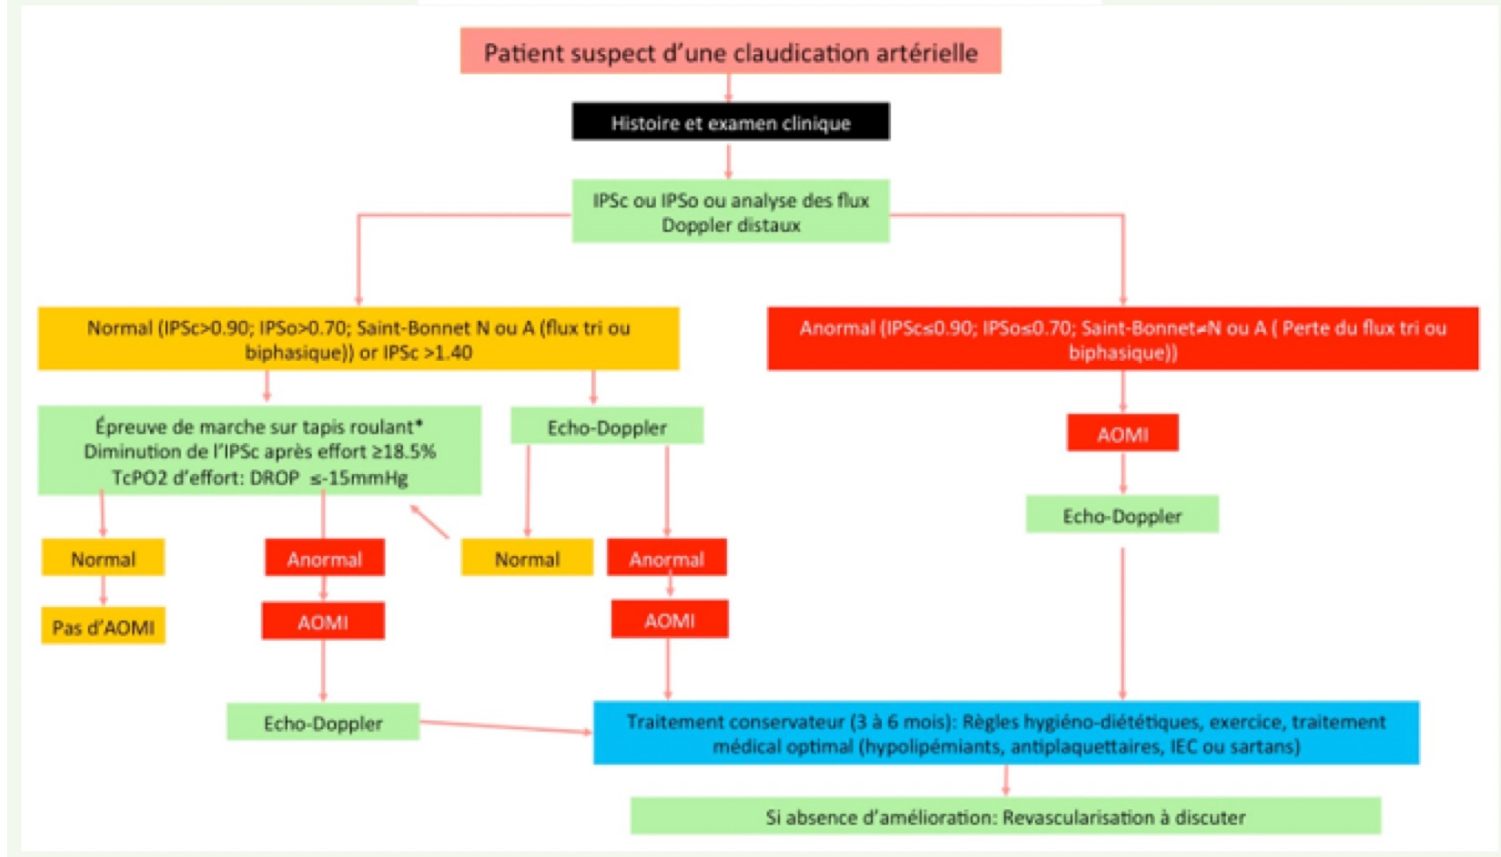 Patient suspect d’une claudication artérielle
Histoire et examen clinique
IPSc ou IPSo ou analyse des flux
Doppler distaux
Normal (IPSc>0.90; IPSo>0.70; Saint-Bonnet N ou A (flux tri ou
biphasique)) or IPSc >1.40
Anormal (IPSc≤0.90; IPSo≤0.70; Saint-Bonnet≠N ou A ( Perte du flux tri ou
biphasique))
Épreuve de marche sur tapis roulant*
Diminution de l’IPSc après effort ≥18.5%
TcPO2 d’effort: DROP ≤-15mmHg
Echo-Doppler
AOMI
Echo-Doppler
Normal
Anormal
Normal
Anormal
Pas d’AOMI
AOMI
AOMI
Echo-Doppler
Traitement conservateur (3 à 6 mois): Règles hygiéno-diététiques, exercice, traitement
médical optimal (hypolipémiants, antiplaquettaires, IEC ou sartans)
Si absence d’amélioration: Revascularisation à discuter